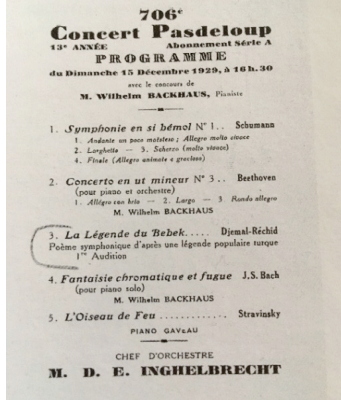 706e
Concert Pasdeloup
13e ANNÉE Abonnement Série A
PROGRAMME
du Dimanche 15 Décembre 1929, à 16 h. 30
avec le concours de
M. Wilhelm BACKHAUS, Pianiste
1. Symphonie en si bémol N° 1.. Schumann
1. Andante un poco maestoso ; Allegro molto vivace
2. Larghetto — 3. Scherzo (molto vivace)
4. Finale (Allegro animato e grazioso)
2. Concerto en ut mineur N° 3.. Beethoven
(pour piano et orchestre)
1. Allégro con brio — 2. Largo — 3 Rondo allegro
M. Wilhelm BACKHAUS
3. La Légende du Bebek..... Djemal-Réchid
Poème symphonique d'après une légende populaire turque
1re Audition
4. Fantaisie chromatique et fugue J.S. Bach
(pour piano solo)
M. Wilhelm BACKHAUS
5. L'Oiseau de Feu ............ Stravinsky
PIANO GAVEAU
CHEF D'ORCHESTRE
M. D. E. INGHELBRECHT